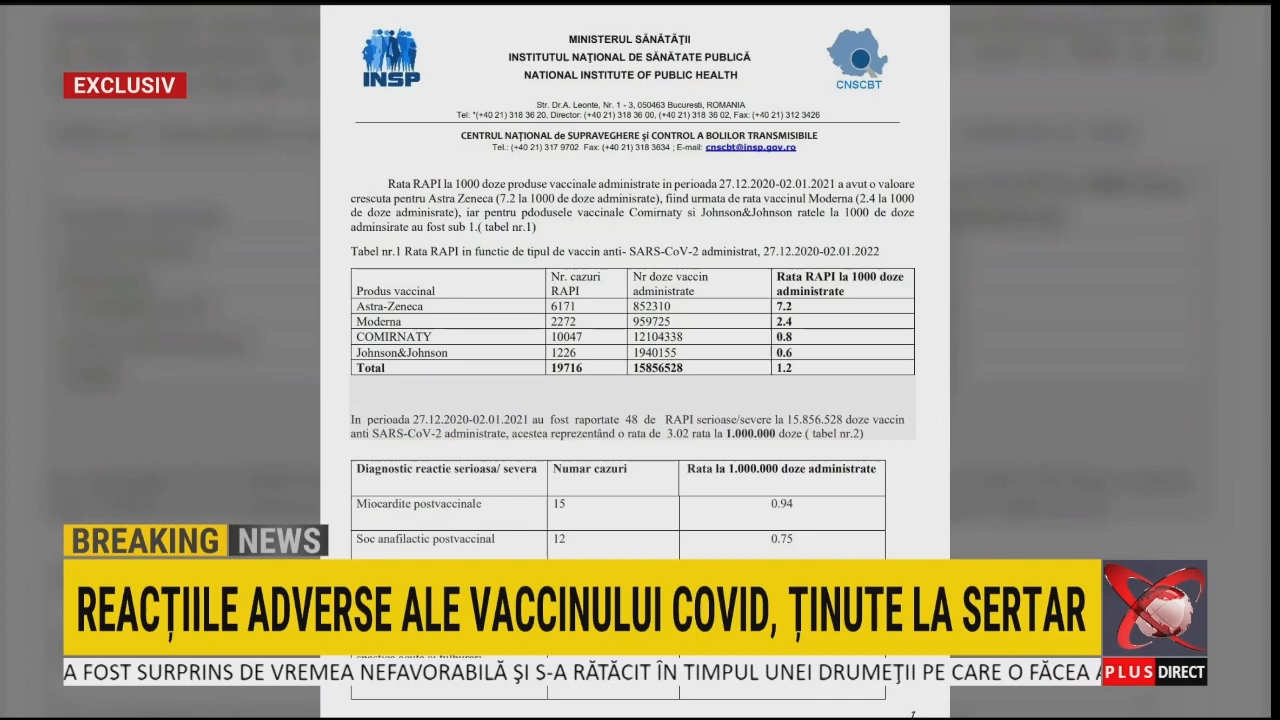 EXCLUSIV
INSP
MINISTERUL SĂNĂTĂŢII
INSTITUTUL NAŢIONAL DE SĂNĂTATE PUBLICĂ
NATIONAL INSTITUTE OF PUBLIC HEALTH
CNSCBT
Str. Dr.A. Leonte, Nr. 1 - 3, 050463 Bucuresti, ROMANIA
Tel: *(+40 21) 318 36 20, Director: (+40 21) 318 36 00, (+40 21) 318 36 02, Fax: (+40 21) 312 3426
CENTRUL NAŢIONAL de SUPRAVEGHERE şi CONTROL A BOLILOR TRANSMISIBILE
Tel.: (+40 21) 317 9702 Fax: (+40 21) 318 3634 ; E-mail: cnscbt@insp.gov.ro
Rata RAPI la 1000 doze produse vaccinale administrate in perioada 27.12.2020-02.01.2021 a avut o valoare
crescuta pentru Astra Zeneca (7.2 la 1000 de doze adminisrate), fiind urmata de rata vaccinul Moderna (2.4 la 1000
de doze adminisrate), iar pentru pdodusele vaccinale Comirnaty si Johnson&Johnson ratele la 1000 de doze
adminsirate au fost sub 1.( tabel nr.1)
Tabel nr.1 Rata RAPI in functie de tipul de vaccin anti- SARS-CoV-2 administrat, 27.12.2020-02.01.2022
Produs vaccinal Nr. cazuri RAPI Nr doze vaccin administrate Rata RAPI la 1000 doze administrate
Astra-Zeneca 6171 852310 7.2
Moderna 2272 959725 2.4
COMIRNATY 10047 12104338 0.8
Johnson&Johnson 1226 1940155 0.6
Total 19716 15856528 1.2
In perioada 27.12.2020-02.01.2021 au fost raportate 48 de RAPI serioase/severe la 15.856.528 doze vaccin
anti SARS-CoV-2 administrate, acestea reprezentând o rata de 3.02 rata la 1.000.000 doze ( tabel nr.2)
Diagnostic reactie serioasa/ severa Numar cazuri Rata la 1.000.000 doze administrate
Miocardite postvaccinale 15 0.94
Soc anafilactic postvaccinal 12 0.75
BREAKING NEWS
REACȚIILE ADVERSE ALE VACCINULUI COVID, ȚINUTE LA SERTAR
A FOST SURPRINS DE VREMEA NEFAVORABILĂ ŞI S-A RĂTĂCIT ÎN TIMPUL UNEI DRUMEŢII PE CARE O FĂCEA
PLUS DIRECT
1